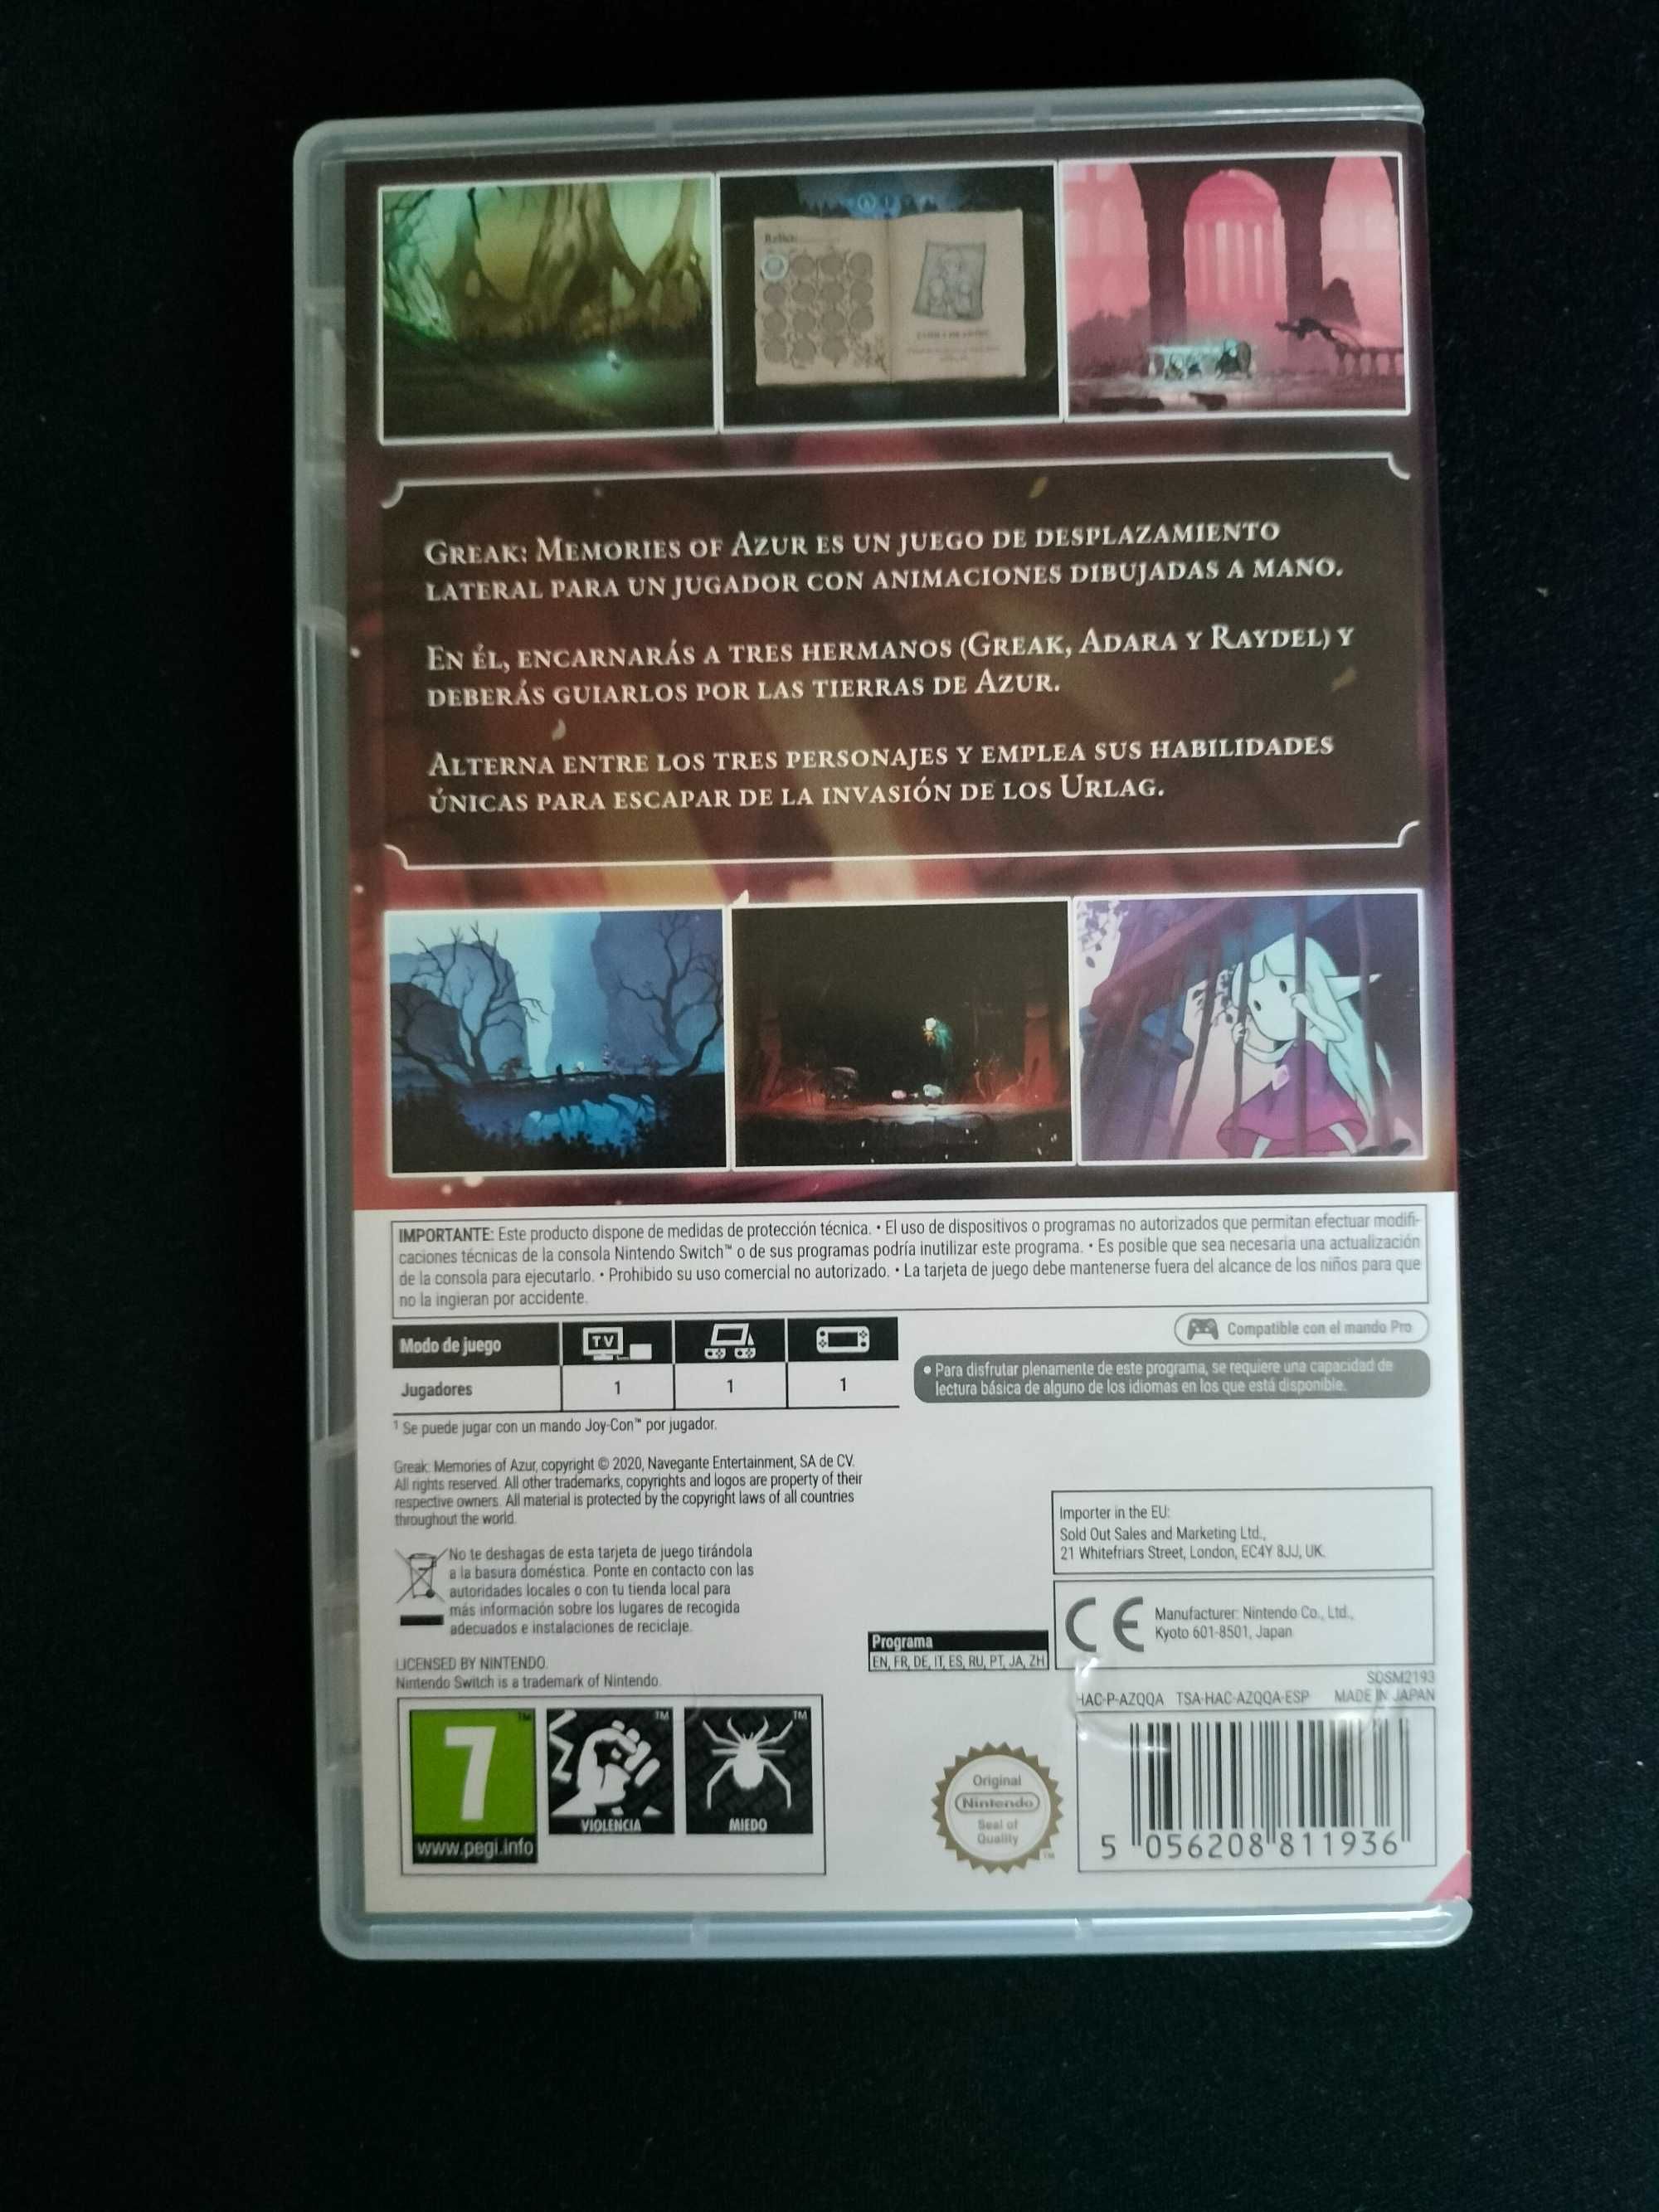 GREAK: MEMORIES OF AZUR ES UN JUEGO DE DESPLAZAMIENTO
LATERAL PARA UN JUGADOR CON ANIMACIONES DIBUJADAS A MANO.
EN ÉL, ENCARNARÁS A TRES HERMANOS (GREAK, ADARA Y RAYDEL) Y
DEBERÁS GUIARLOS POR LAS TIERRAS DE AZUR.
ALTERNA ENTRE LOS TRES PERSONAJES Y EMPLEA SUS HABILIDADES
ÚNICAS PARA ESCAPAR DE LA INVASIÓN DE LOS URLAG.
IMPORTANTE: Este producto dispone de medidas de protección técnica. • El uso de dispositivos o programas no autorizados que permitan efectuar modifi-
caciones técnicas de la consola Nintendo Switch™ o de sus programas podría inutilizar este programa. • Es posible que sea necesaria una actualización
de la consola para ejecutarlo. • Prohibido su uso comercial no autorizado. • La tarjeta de juego debe mantenerse fuera del alcance de los niños para que
no la ingieran por accidente.
Modo de juego TV
Jugadores 1 1 1
Compatible con el mando Pro
• Para disfrutar plenamente de este programa, se requiere una capacidad de
lectura básica de alguno de los idiomas en los que está disponible.
¹ Se puede jugar con un mando Joy-Con™ por jugador.
Greak: Memories of Azur, copyright © 2020, Navegante Entertainment, SA de CV.
All rights reserved. All other trademarks, copyrights and logos are property of their
respective owners. All material is protected by the copyright laws of all countries
throughout the world.
Importer in the EU:
Sold Out Sales and Marketing Ltd.,
21 Whitefriars Street, London, EC4Y 8JJ, UK.
No te deshagas de esta tarjeta de juego tirándola
a la basura doméstica. Ponte en contacto con las
autoridades locales o con tu tienda local para
más información sobre los lugares de recogida
adecuados e instalaciones de reciclaje.
CE Manufacturer: Nintendo Co., Ltd.,
Kyoto 601-8501, Japan
Programa
EN, FR, DE, IT, ES, RU, PT, JA, ZH
LICENSED BY NINTENDO.
Nintendo Switch is a trademark of Nintendo.
SOSM2193
HAC-P-AZQQA TSA-HAC-AZQQA-ESP MADE IN JAPAN
7 ™
www.pegi.info
™
VIOLENCIA
™
MIEDO
Original
Nintendo
Seal of
Quality
™
5 056208 811936